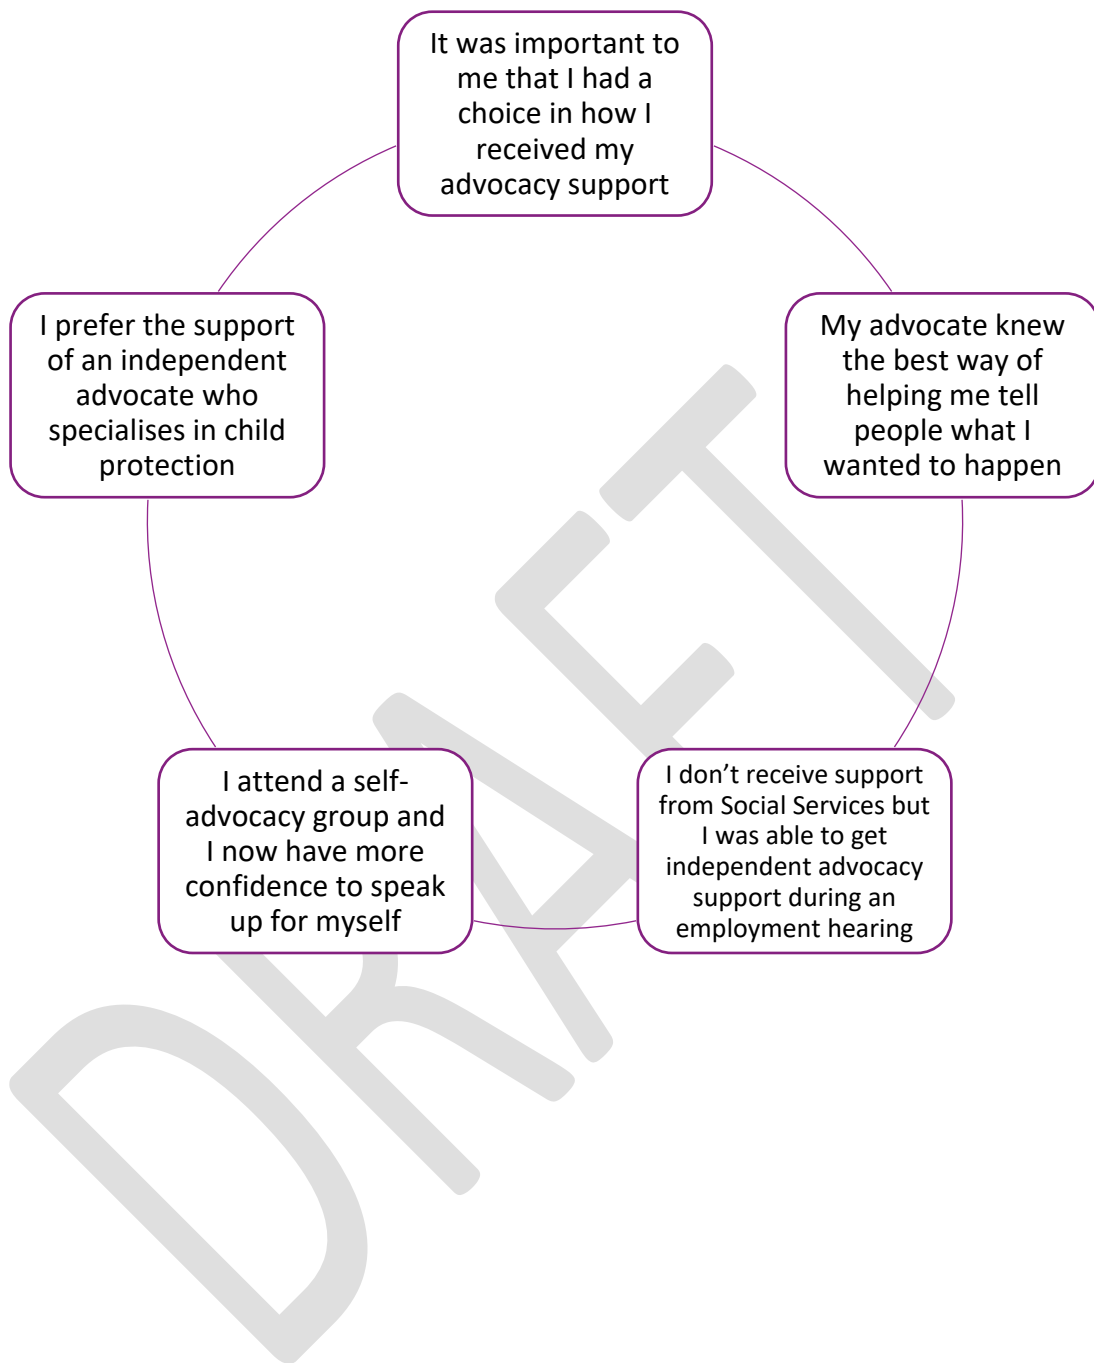 It was important to
me that I had a
choice in how I
received my
advocacy support
My advocate knew
the best way of
helping me tell
people what I
wanted to happen
I don’t receive support
from Social Services but
I was able to get
independent advocacy
support during an
employment hearing
I attend a self-
advocacy group and
I now have more
confidence to speak
up for myself
I prefer the support
of an independent
advocate who
specialises in child
protection
DRAFT